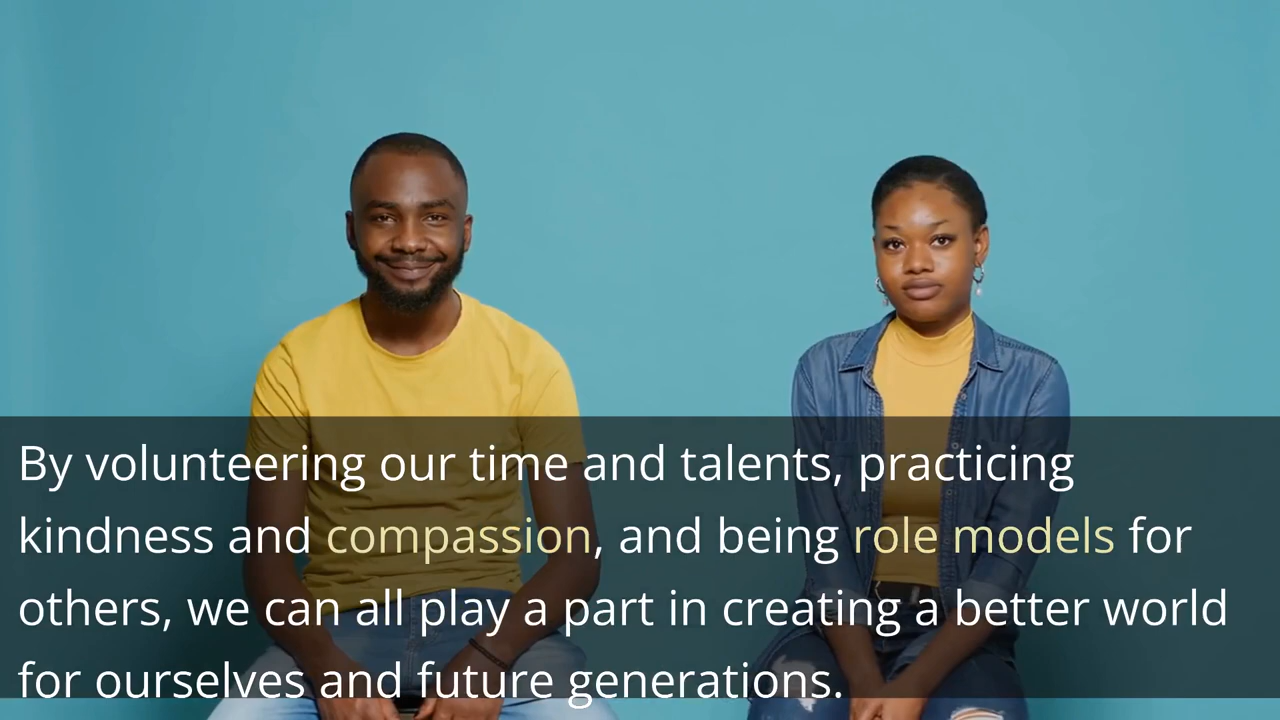 By volunteering our time and talents, practicing
kindness and compassion, and being role models for
others, we can all play a part in creating a better world
for ourselves and future generations.